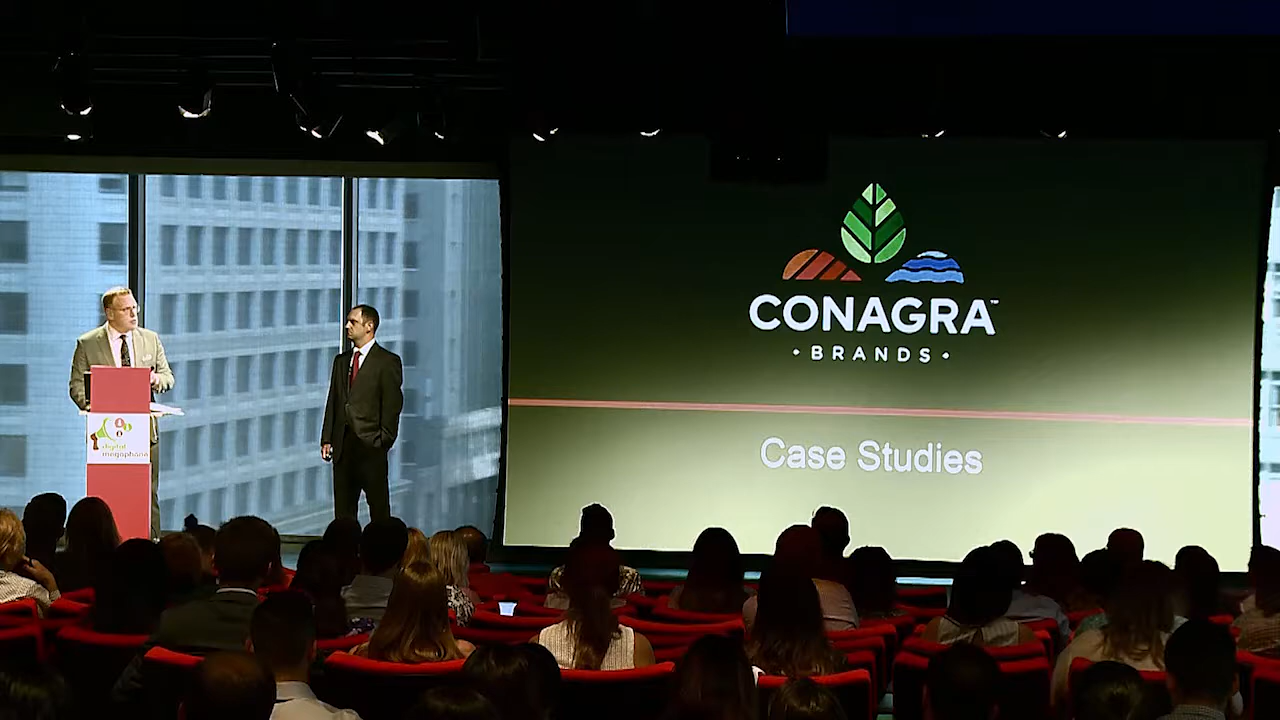 digital
megaphone
CONAGRA™
• BRANDS •
Case Studies